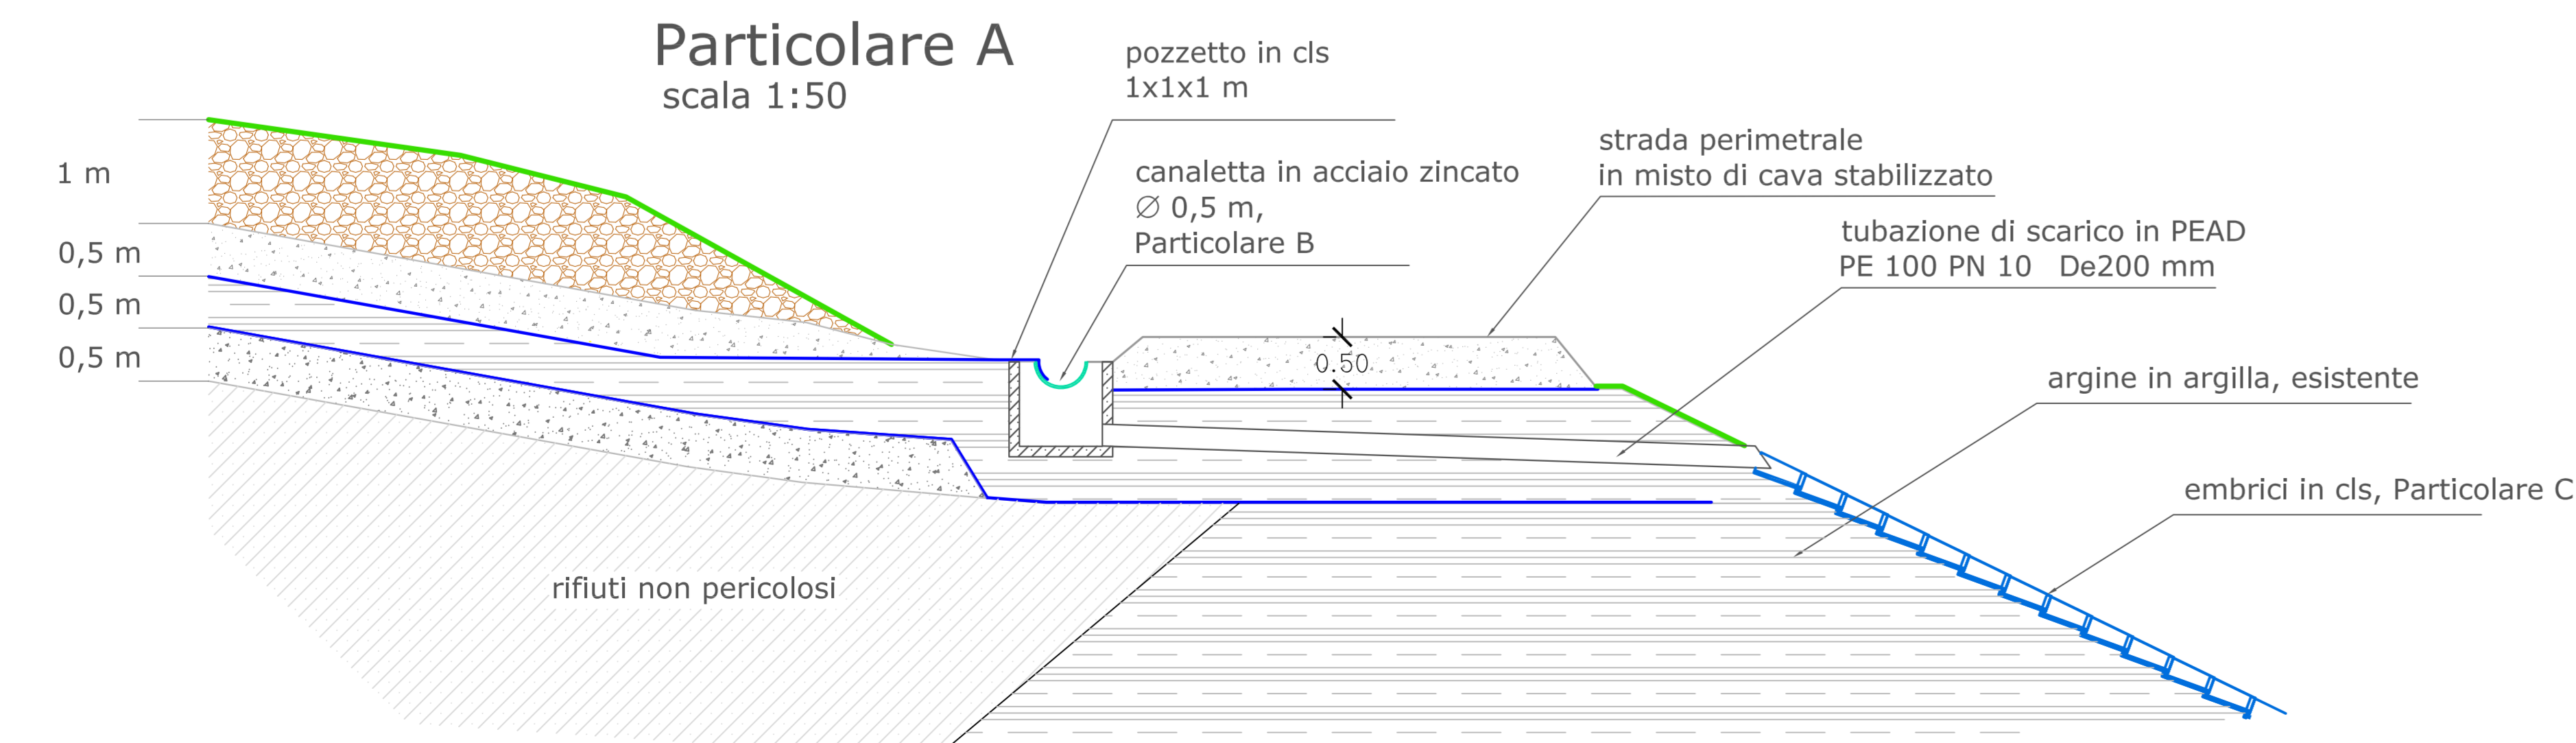 Particolare A
scala 1:50
pozzetto in cls
1x1x1 m
canaletta in acciaio zincato
∅ 0,5 m,
Particolare B
strada perimetrale
in misto di cava stabilizzato
tubazione di scarico in PEAD
PE 100 PN 10 De200 mm
argine in argilla, esistente
embrici in cls, Particolare C
1 m
0,5 m
0,5 m
0,5 m
0.50
rifiuti non pericolosi